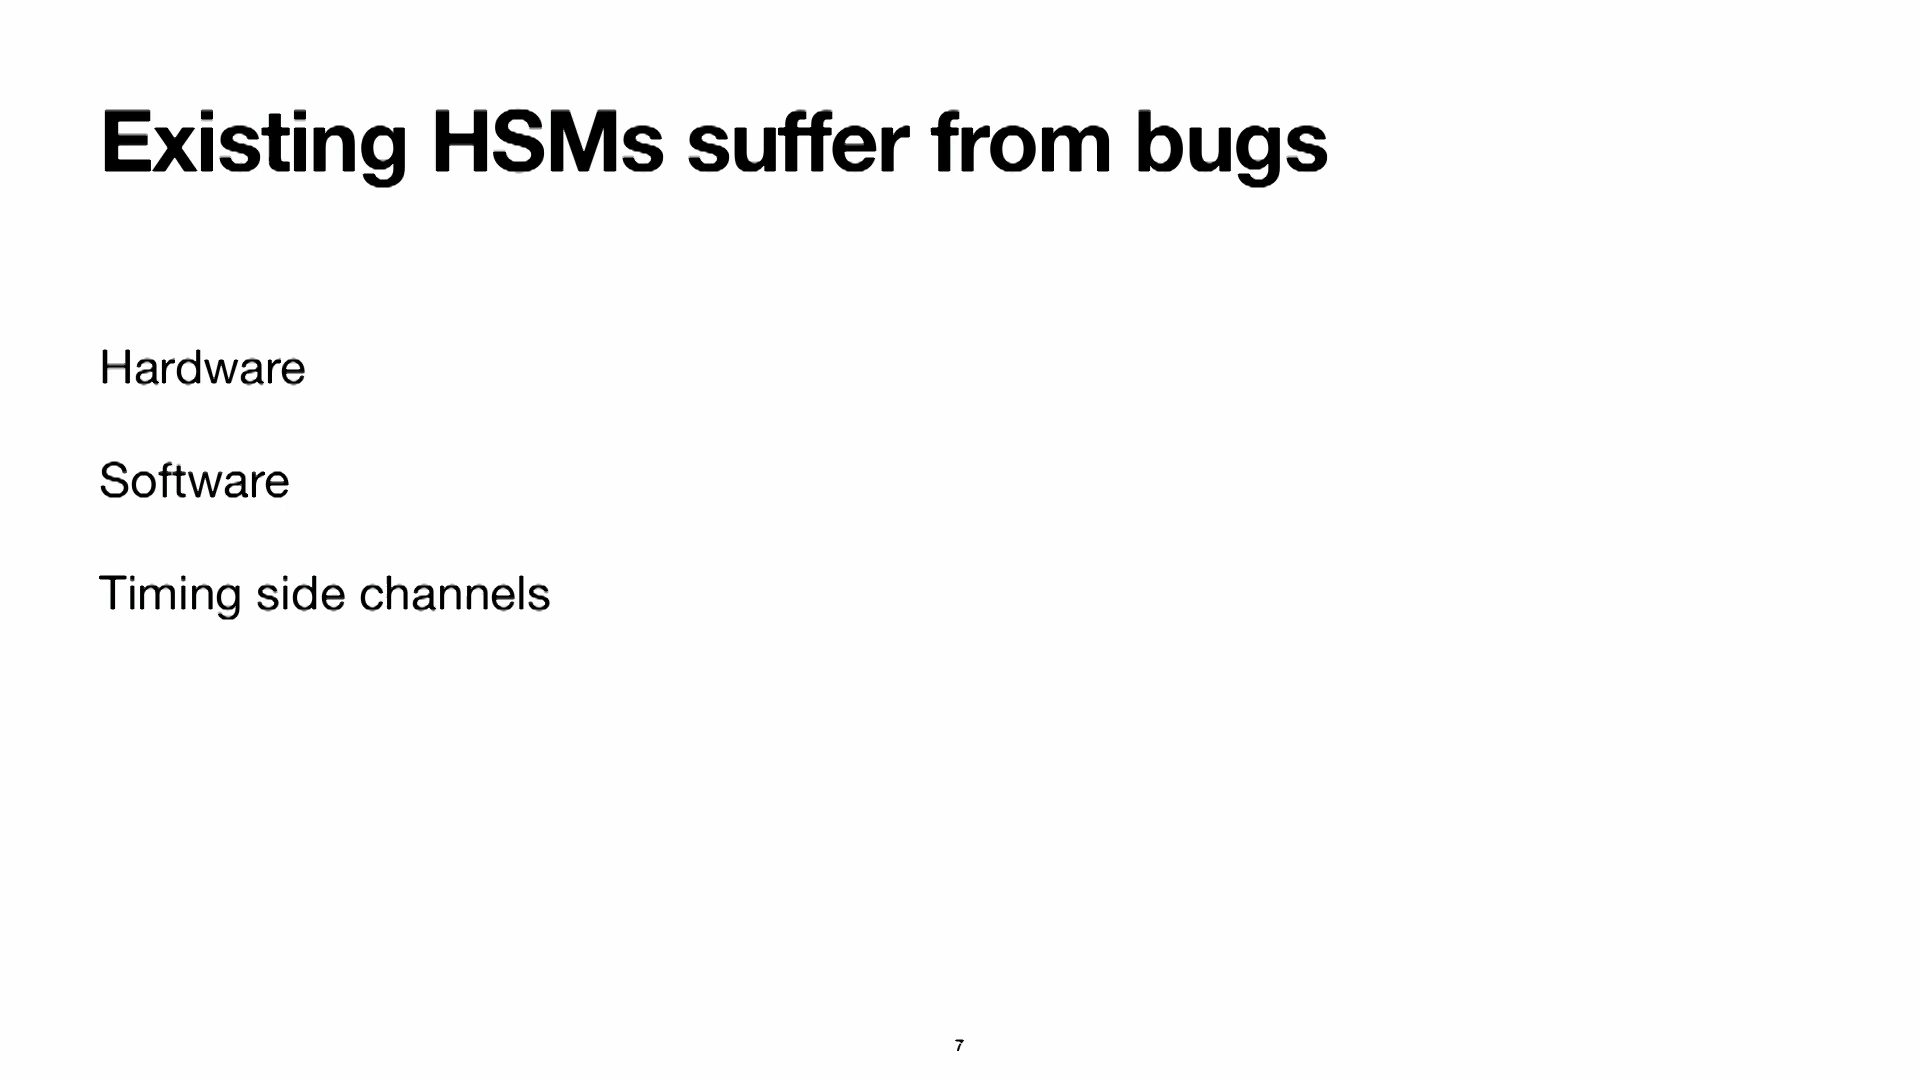 Existing HSMs suffer from bugs
Hardware
Software
Timing side channels
7